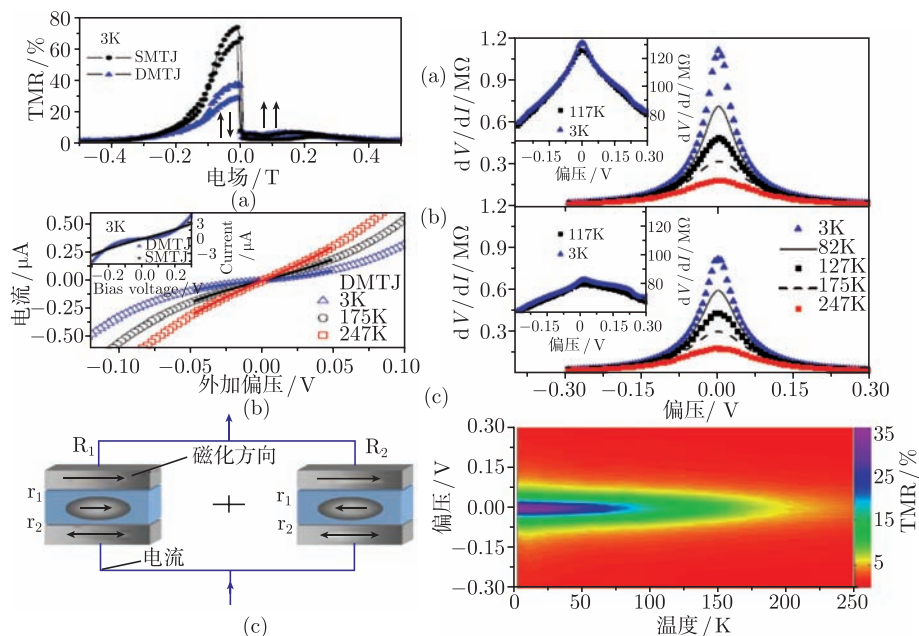 80
60
40
20
0
TMR / %
3K
SMTJ
DMTJ
−0.4
−0.2
0.0
0.2
0.4
电场 / T
(a)
0.50
0.25
0.00
−0.25
−0.50
电流 / μA
3K
DMTJ
SMTJ
3
0
−3
Current / μA
−0.20
0.0
0.20
Bias voltage / V
DMTJ
3K
175K
247K
−0.10
−0.05
0.00
0.05
0.10
外加偏压 / V
(b)
R1
R2
磁化方向
r1
r2
r1
r2
+
电流
(c)
(a)
1.2
0.9
0.6
0.3
dV / dI / MΩ
117K
3K
120
80
dV / dI / MΩ
−0.15
0
0.15
0.30
偏压 / V
(b)
1.2
0.9
0.6
0.3
dV / dI / MΩ
117K
3K
120
80
dV / dI / MΩ
−0.15
0.00
0.15
0.30
偏压 / V
3K
82K
127K
175K
247K
−0.30
−0.15
0.00
0.15
0.30
偏压 / V
(c)
0.30
0.15
0.00
−0.15
−0.30
偏压 / V
0
50
100
150
200
250
温度 / K
35
25
15
5
TMR / %